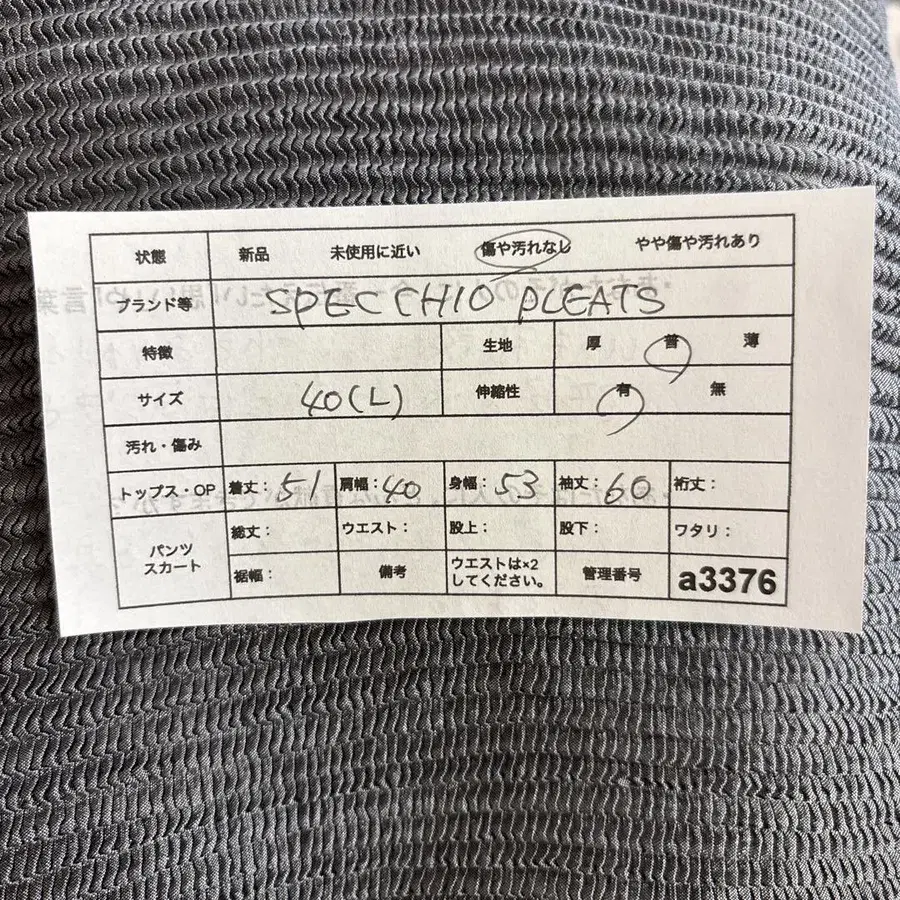 状態 新品 未使用に近い 傷や汚れなし やや傷や汚れあり
ブランド等 SPECCHIO PLEATS
特徴 生地 厚 普 薄
サイズ 40(L) 伸縮性 有 無
汚れ・傷み
トップス・OP 着丈:51 肩幅:40 身幅:53 袖丈:60 裄丈:
パンツ スカート 総丈: ウエスト: 股上: 股下: ワタリ:
裾幅: 備考 ウエストは×2してください。 管理番号 a3376